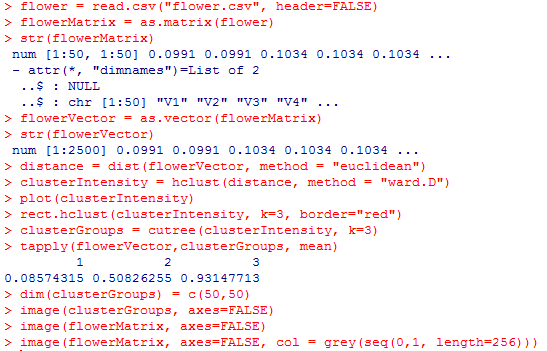 > flower = read.csv("flower.csv", header=FALSE)
> flowerMatrix = as.matrix(flower)
> str(flowerMatrix)
 num [1:50, 1:50] 0.0991 0.0991 0.1034 0.1034 0.1034 ...
 - attr(*, "dimnames")=List of 2
  ..$ : NULL
  ..$ : chr [1:50] "V1" "V2" "V3" "V4" ...
> flowerVector = as.vector(flowerMatrix)
> str(flowerVector)
 num [1:2500] 0.0991 0.0991 0.1034 0.1034 0.1034 ...
> distance = dist(flowerVector, method = "euclidean")
> clusterIntensity = hclust(distance, method = "ward.D")
> plot(clusterIntensity)
> rect.hclust(clusterIntensity, k=3, border="red")
> clusterGroups = cutree(clusterIntensity, k=3)
> tapply(flowerVector,clusterGroups, mean)
         1          2          3
0.08574315 0.50826255 0.93147713
> dim(clusterGroups) = c(50,50)
> image(clusterGroups, axes=FALSE)
> image(flowerMatrix, axes=FALSE)
> image(flowerMatrix, axes=FALSE, col = grey(seq(0,1, length=256)))